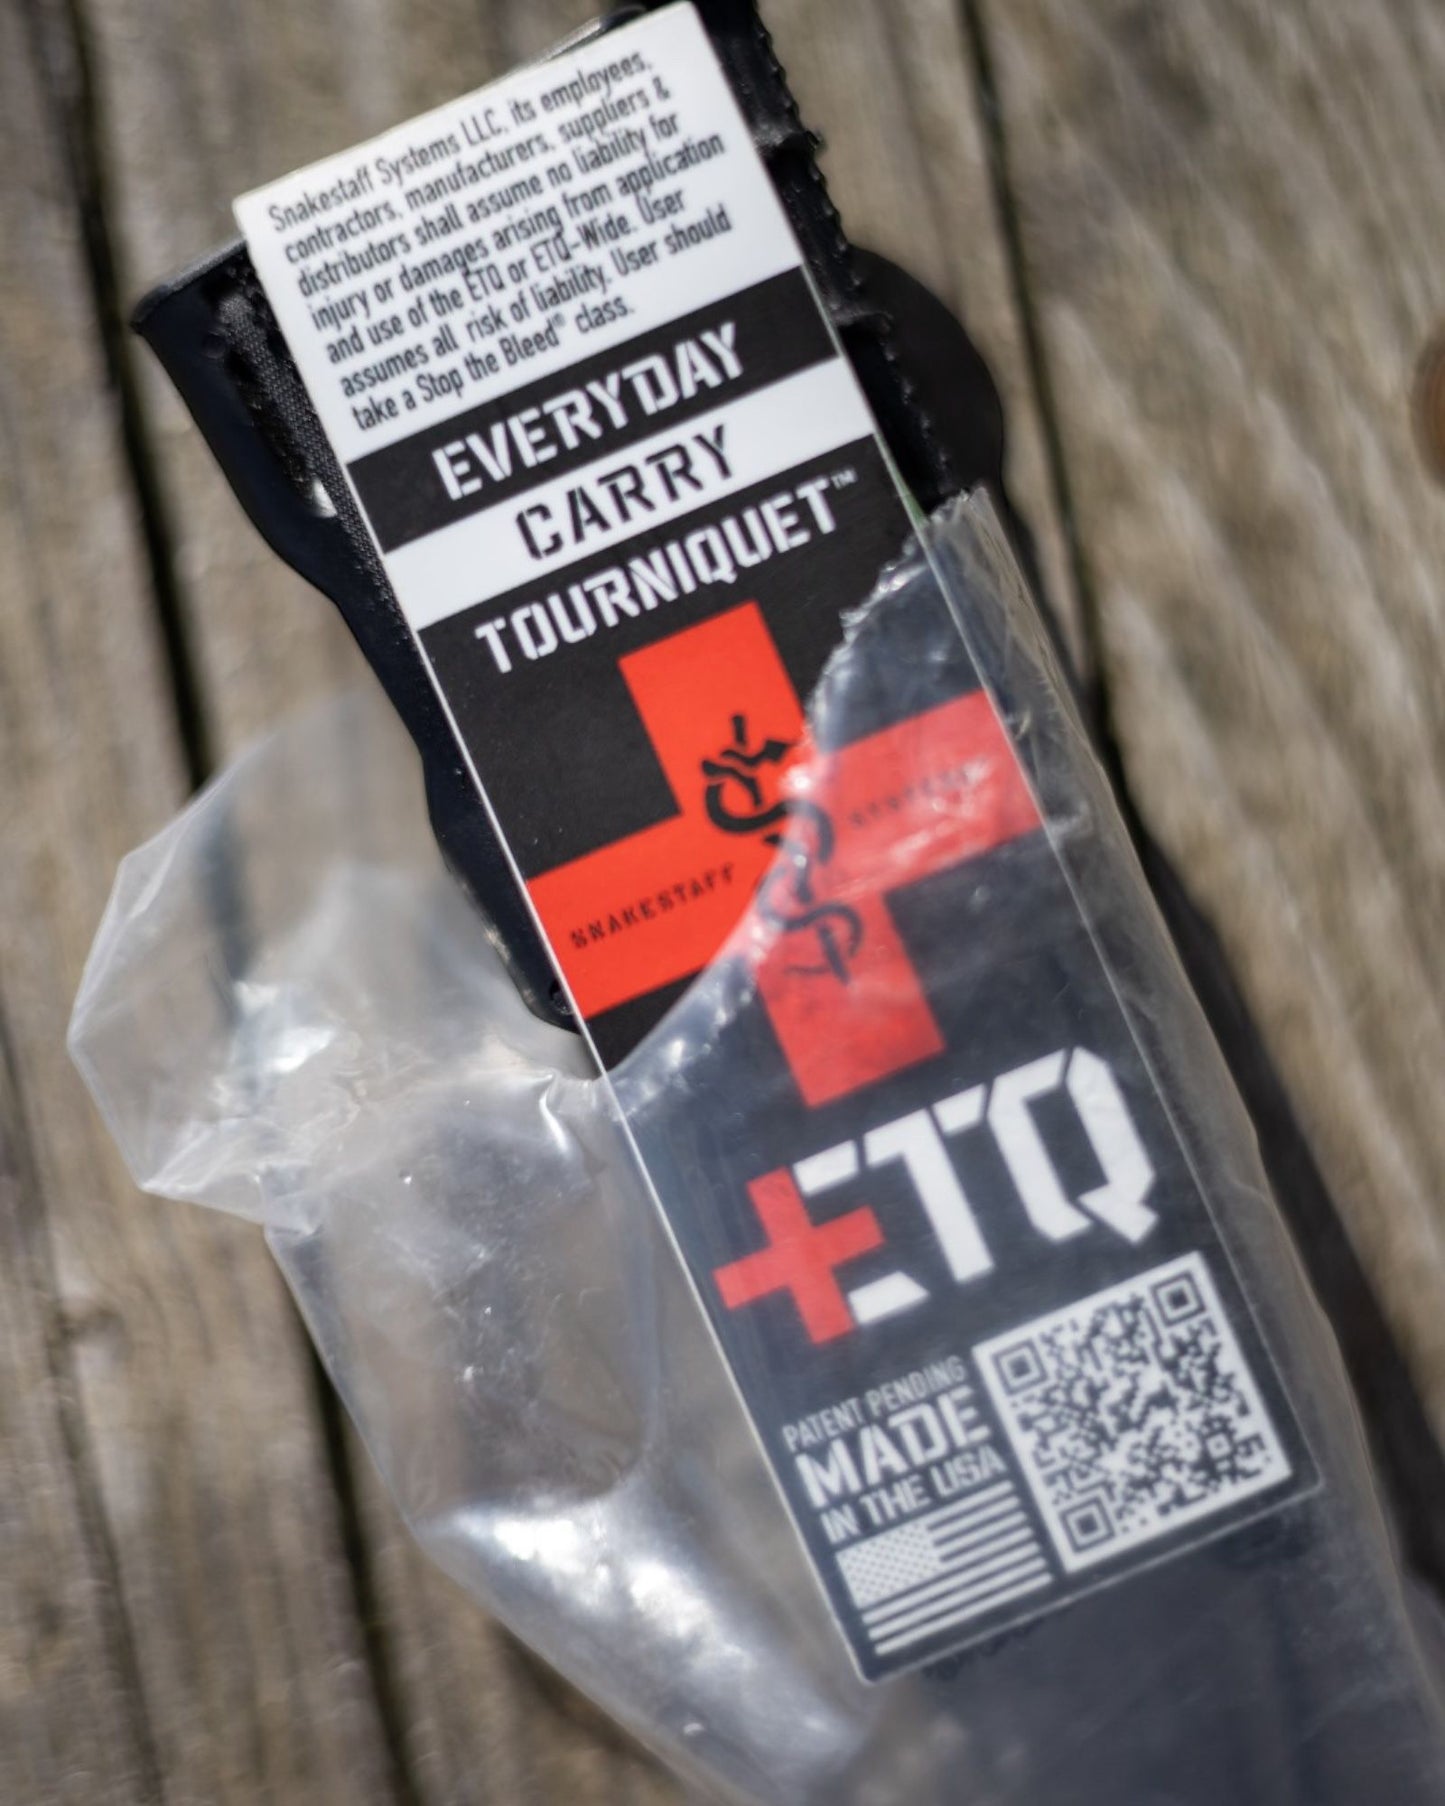 Snakestaff Systems LLC, its employees,
contractors, manufacturers, suppliers &
distributors shall assume no liability for
injury or damages arising from application
and use of the ETQ or ETQ-Wide. User
assumes all risk of liability. User should
take a Stop the Bleed® class.
EVERYDAY
CARRY
TOURNIQUET™
SNAKESTAFF SYSTEMS
ETQ
PATENT PENDING
MADE
IN THE USA